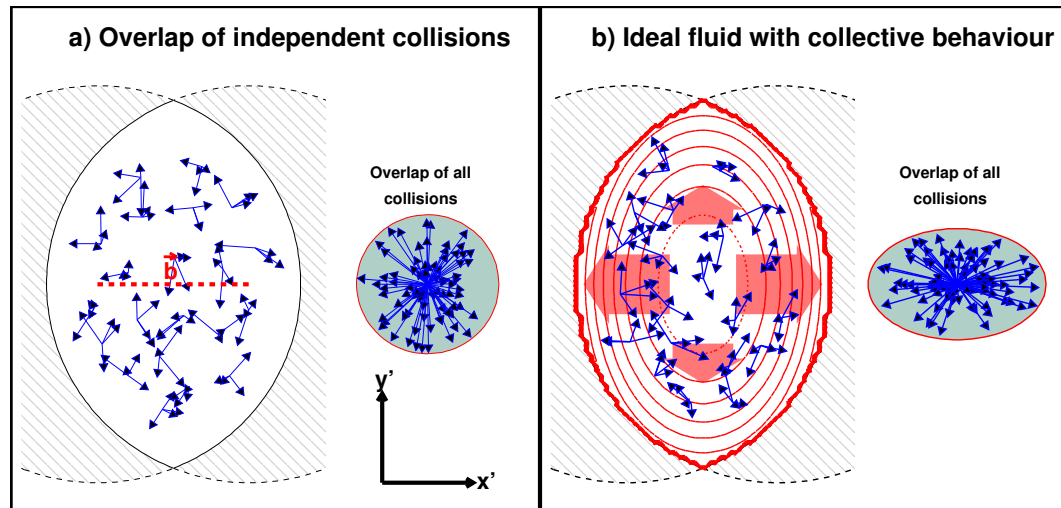 a) Overlap of independent collisions
b
Overlap of all
collisions
y'
x'
b) Ideal fluid with collective behaviour
Overlap of all
collisions